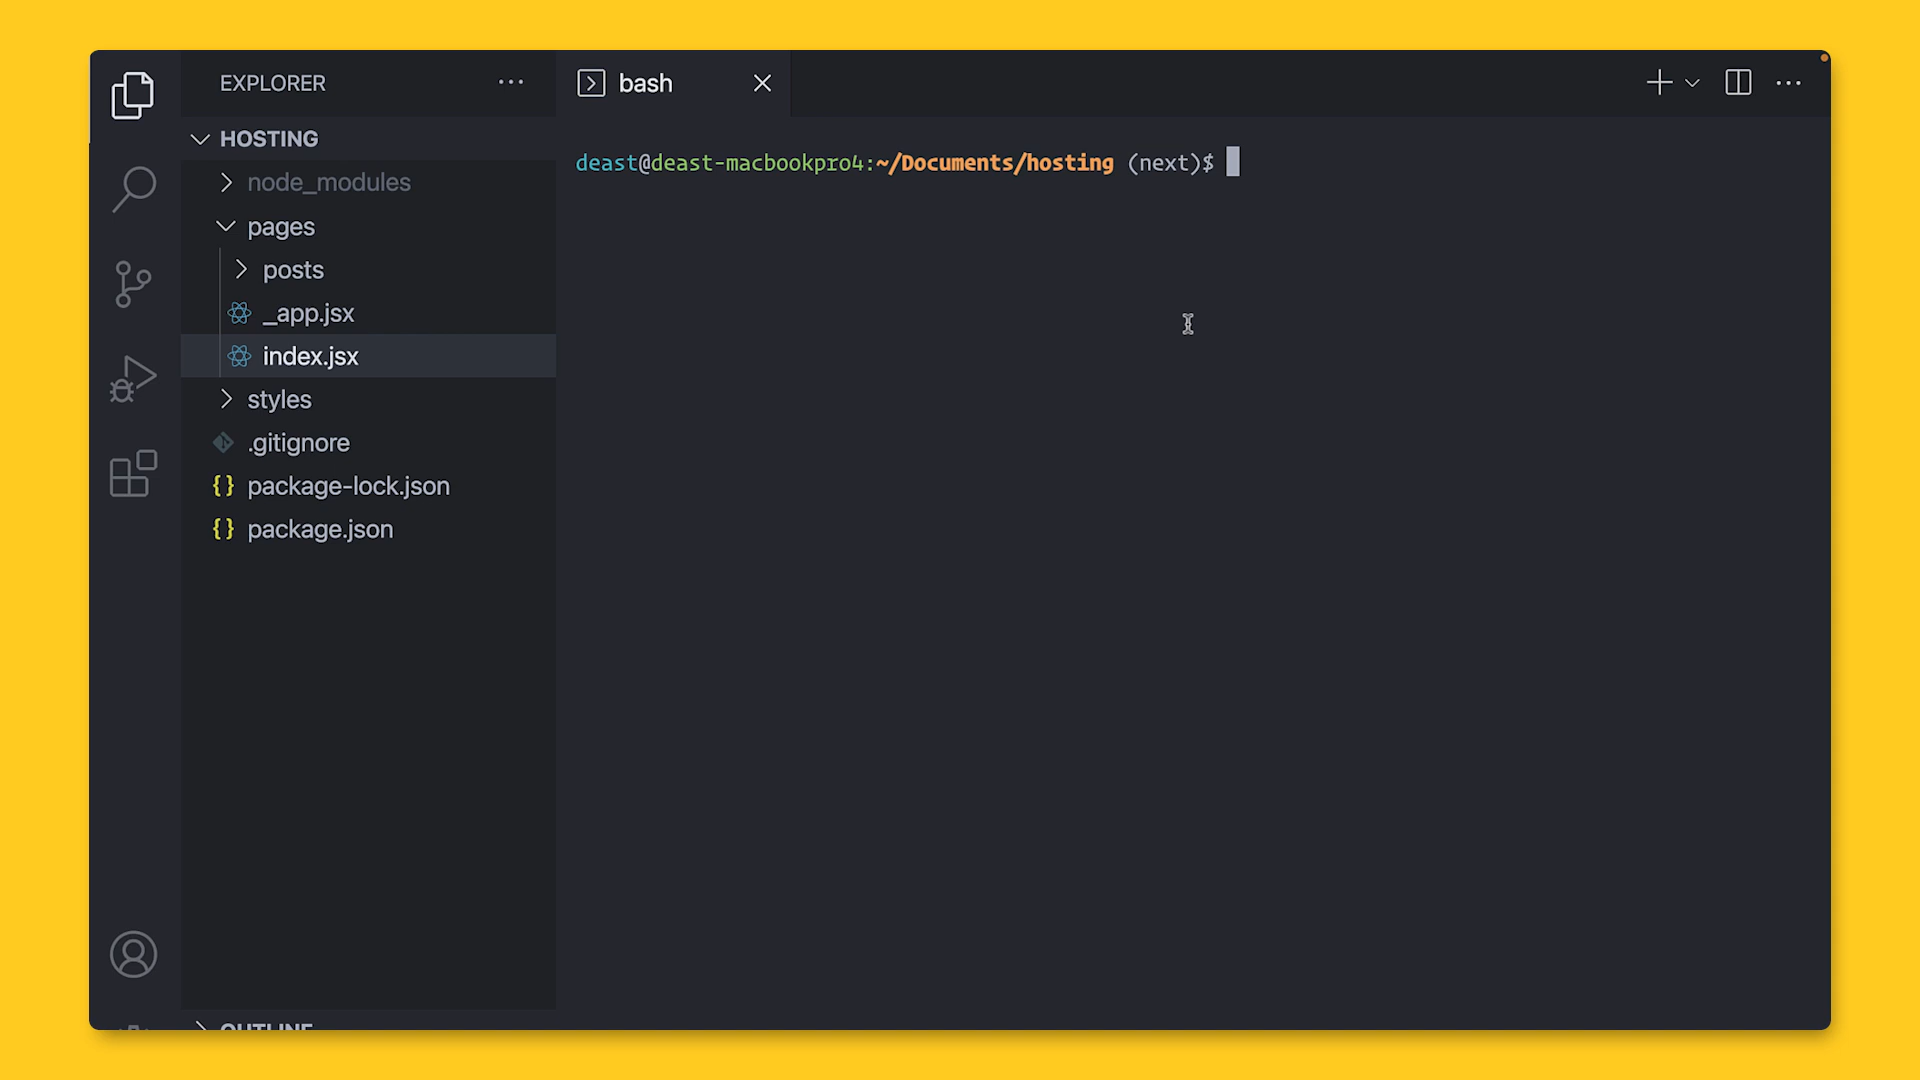 EXPLORER
bash
HOSTING
deast@deast-macbookpro4:~/Documents/hosting (next)$
node_modules
pages
posts
_app.jsx
index.jsx
styles
.gitignore
{} package-lock.json
{} package.json
OUTLINE